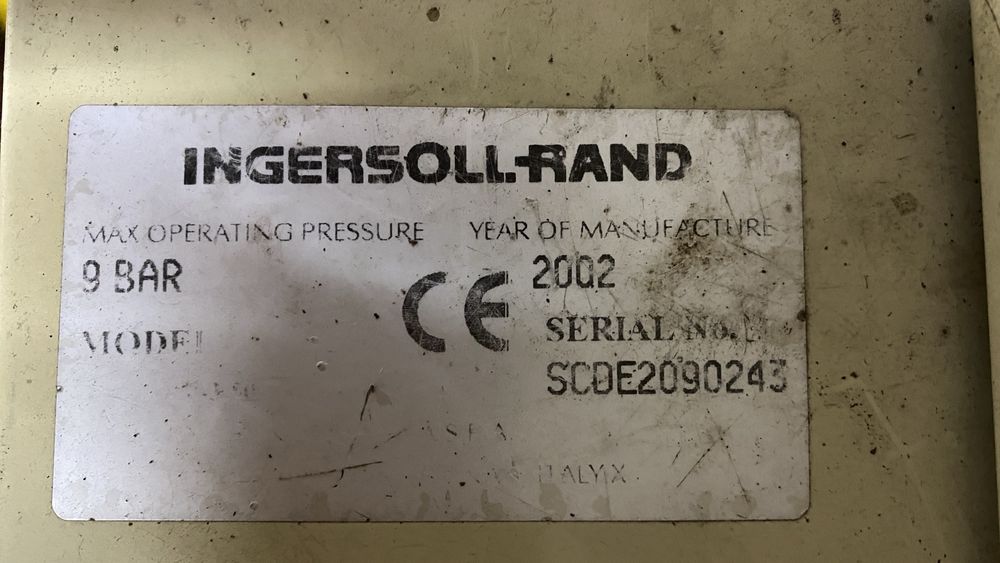 INGERSOLL-RAND
MAX OPERATING PRESSURE YEAR OF MANUFACTURE
9 BAR 2002
CE
MODEL SERIAL No.
SCDE2090243